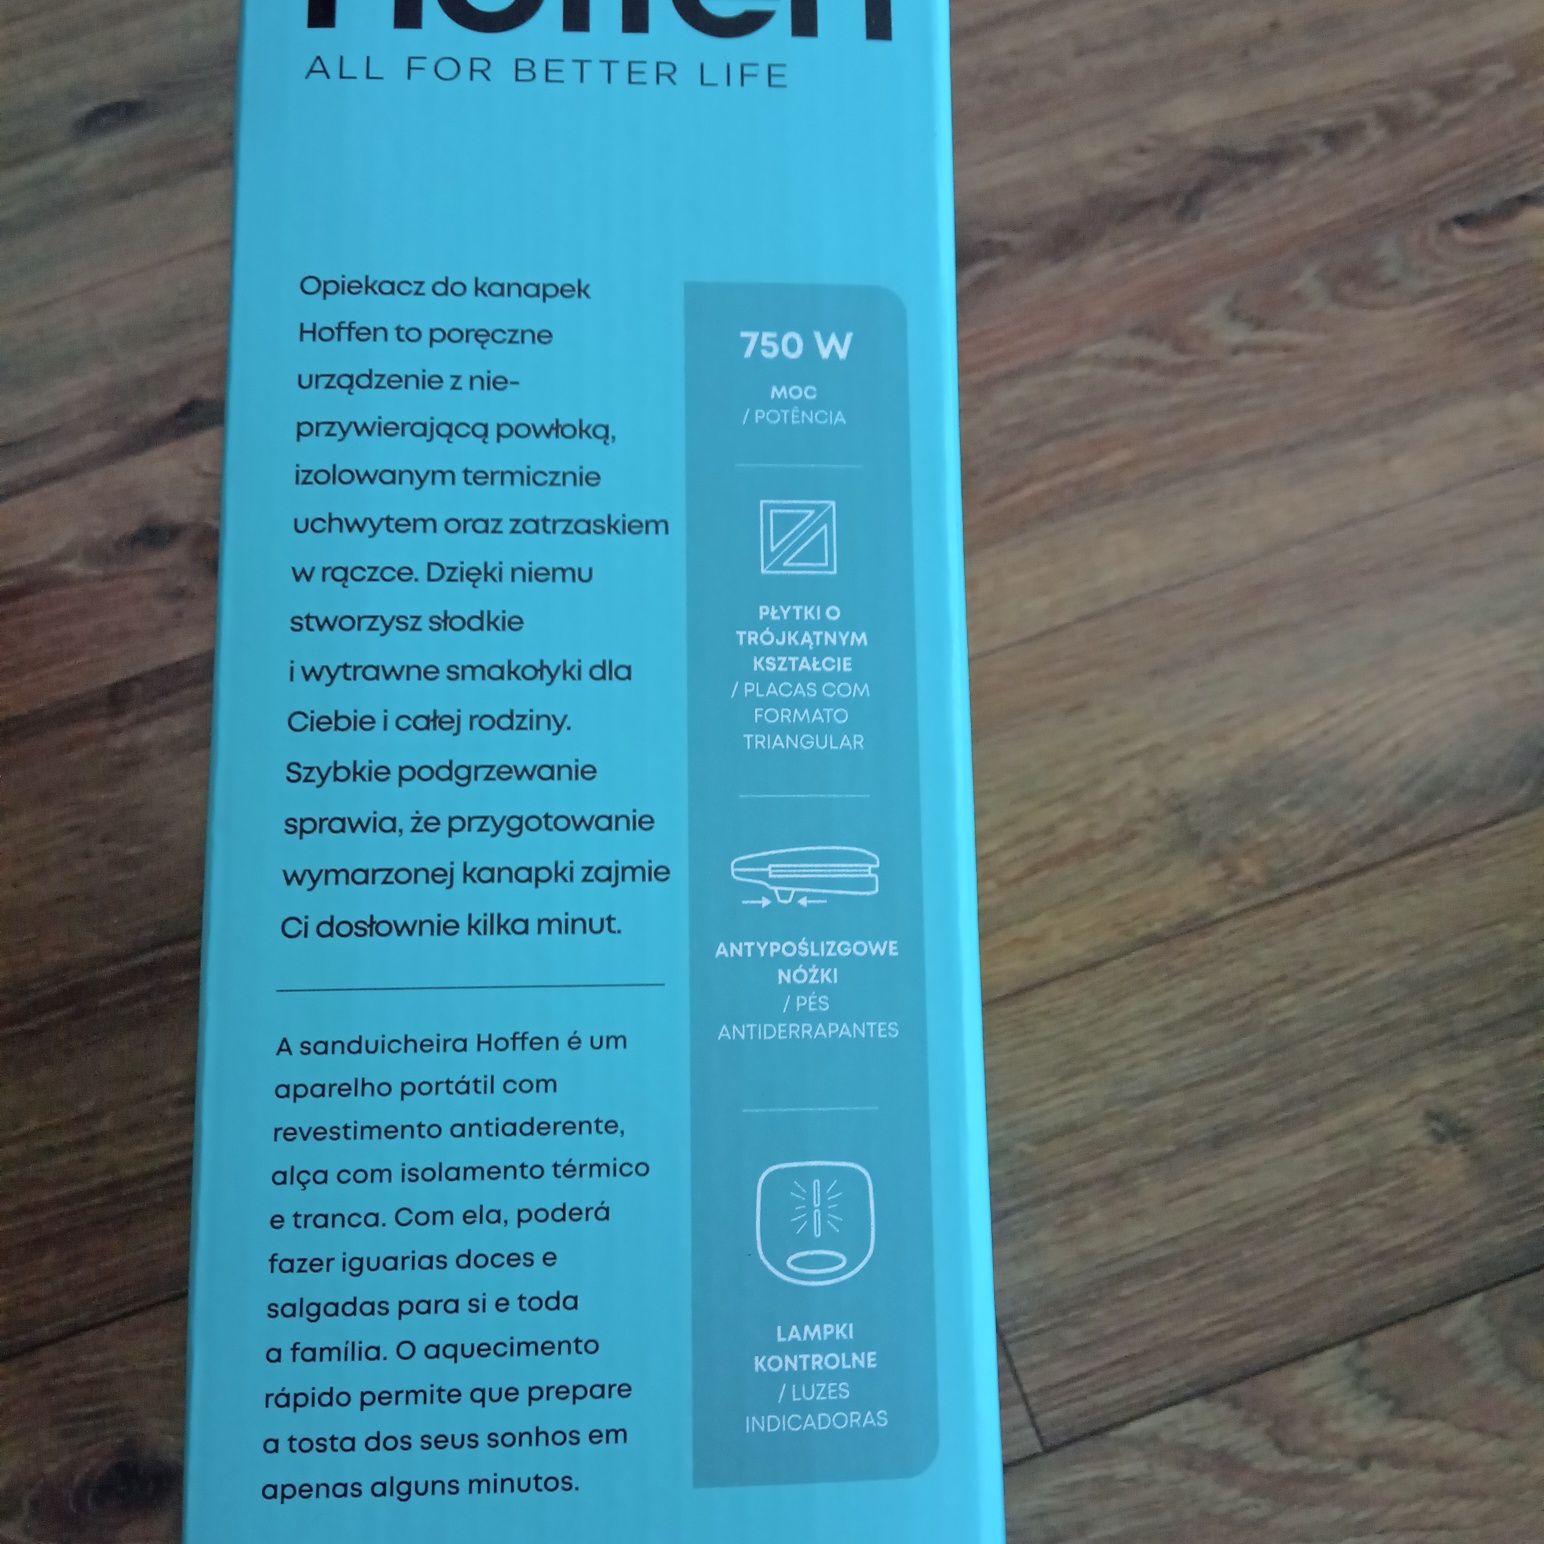 Hoffen
ALL FOR BETTER LIFE
Opiekacz do kanapek
Hoffen to poręczne
urządzenie z nie-
przywierającą powłoką,
izolowanym termicznie
uchwytem oraz zatrzaskiem
w rączce. Dzięki niemu
stworzysz słodkie
i wytrawne smakołyki dla
Ciebie i całej rodziny.
Szybkie podgrzewanie
sprawia, że przygotowanie
wymarzonej kanapki zajmie
Ci dosłownie kilka minut.
A sanduicheira Hoffen é um
aparelho portátil com
revestimento antiaderente,
alça com isolamento térmico
e tranca. Com ela, poderá
fazer iguarias doces e
salgadas para si e toda
a família. O aquecimento
rápido permite que prepare
a tosta dos seus sonhos em
apenas alguns minutos.
750 W
MOC
/ POTÊNCIA
PŁYTKI O
TRÓJKĄTNYM
KSZTAŁCIE
/ PLACAS COM
FORMATO
TRIANGULAR
ANTYPOŚLIZGOWE
NÓŻKI
/ PÉS
ANTIDERRAPANTES
LAMPKI
KONTROLNE
/ LUZES
INDICADORAS